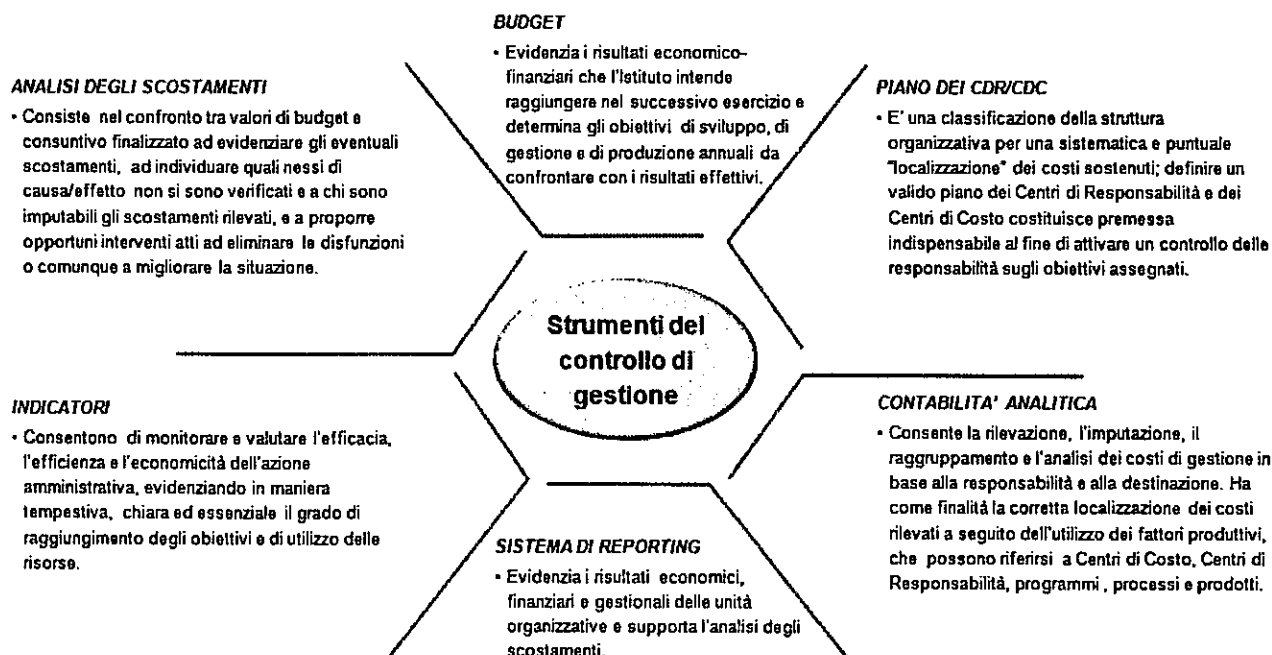 BUDGET
• Evidenzia i risultati economico-
finanziari che l'Istituto intende
raggiungere nel successivo esercizio e
determina gli obiettivi di sviluppo, di
gestione e di produzione annuali da
confrontare con i risultati effettivi.
ANALISI DEGLI SCOSTAMENTI
• Consiste nel confronto tra valori di budget e
consuntivo finalizzato ad evidenziare gli eventuali
scostamenti, ad individuare quali nessi di
causa/effetto non si sono verificati e a chi sono
imputabili gli scostamenti rilevati, e a proporre
opportuni interventi atti ad eliminare le disfunzioni
o comunque a migliorare la situazione.
PIANO DEI CDR/CDC
• E' una classificazione della struttura
organizzativa per una sistematica e puntuale
"localizzazione" dei costi sostenuti; definire un
valido piano dei Centri di Responsabilità e dei
Centri di Costo costituisce premessa
indispensabile al fine di attivare un controllo delle
responsabilità sugli obiettivi assegnati.
Strumenti del
controllo di
gestione
INDICATORI
• Consentono di monitorare e valutare l'efficacia,
l'efficienza e l'economicità dell'azione
amministrativa, evidenziando in maniera
tempestiva, chiara ed essenziale il grado di
raggiungimento degli obiettivi e di utilizzo delle
risorse.
CONTABILITA' ANALITICA
• Consente la rilevazione, l'imputazione, il
raggruppamento e l'analisi dei costi di gestione in
base alla responsabilità e alla destinazione. Ha
come finalità la corretta localizzazione dei costi
rilevati a seguito dell'utilizzo dei fattori produttivi,
che possono riferirsi a Centri di Costo, Centri di
Responsabilità, programmi, processi e prodotti.
SISTEMA DI REPORTING
• Evidenzia i risultati economici,
finanziari e gestionali delle unità
organizzative e supporta l'analisi degli
scostamenti.